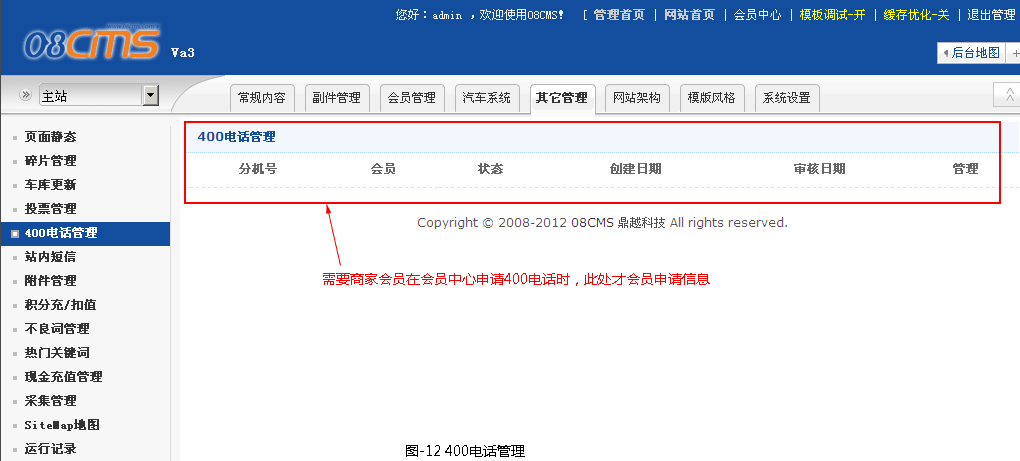 您好：admin ，欢迎使用08CMS! [ 管理首页 | 网站首页 | 会员中心 | 模板调试-开 | 缓存优化-关 | 退出管理
08CMS Va3
后台地图 +
主站
常规内容 副件管理 会员管理 汽车系统 其它管理 网站架构 模版风格 系统设置
页面静态
碎片管理
车库更新
投票管理
400电话管理
站内短信
附件管理
积分充/扣值
不良词管理
热门关键词
现金充值管理
采集管理
SiteMap地图
运行记录
400电话管理
分机号 会员 状态 创建日期 审核日期 管理
Copyright © 2008-2012 08CMS 鼎越科技 All rights reserved.
需要商家会员在会员中心申请400电话时，此处才会员申请信息
图-12 400电话管理